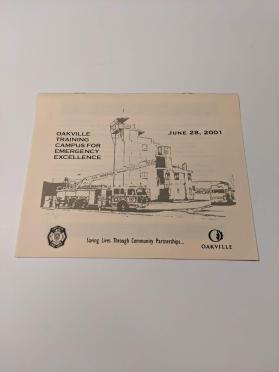 OAKVILLE
TRAINING
CAMPUS FOR
EMERGENCY
EXCELLENCE
JUNE 28, 2001
Saving Lives Through Community Partnerships...
OAKVILLE